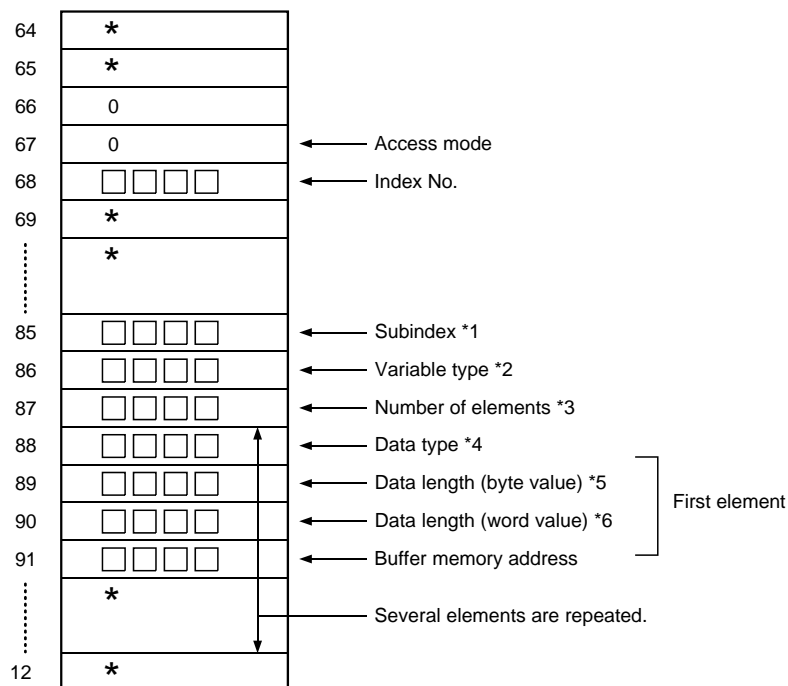 64 *
65 *
66 0
67 0 Access mode
68 □□□□ Index No.
69 *
*
85 □□□□ Subindex *1
86 □□□□ Variable type *2
87 □□□□ Number of elements *3
88 □□□□ Data type *4
89 □□□□ Data length (byte value) *5
First element
90 □□□□ Data length (word value) *6
91 □□□□ Buffer memory address
*
Several elements are repeated.
12 *